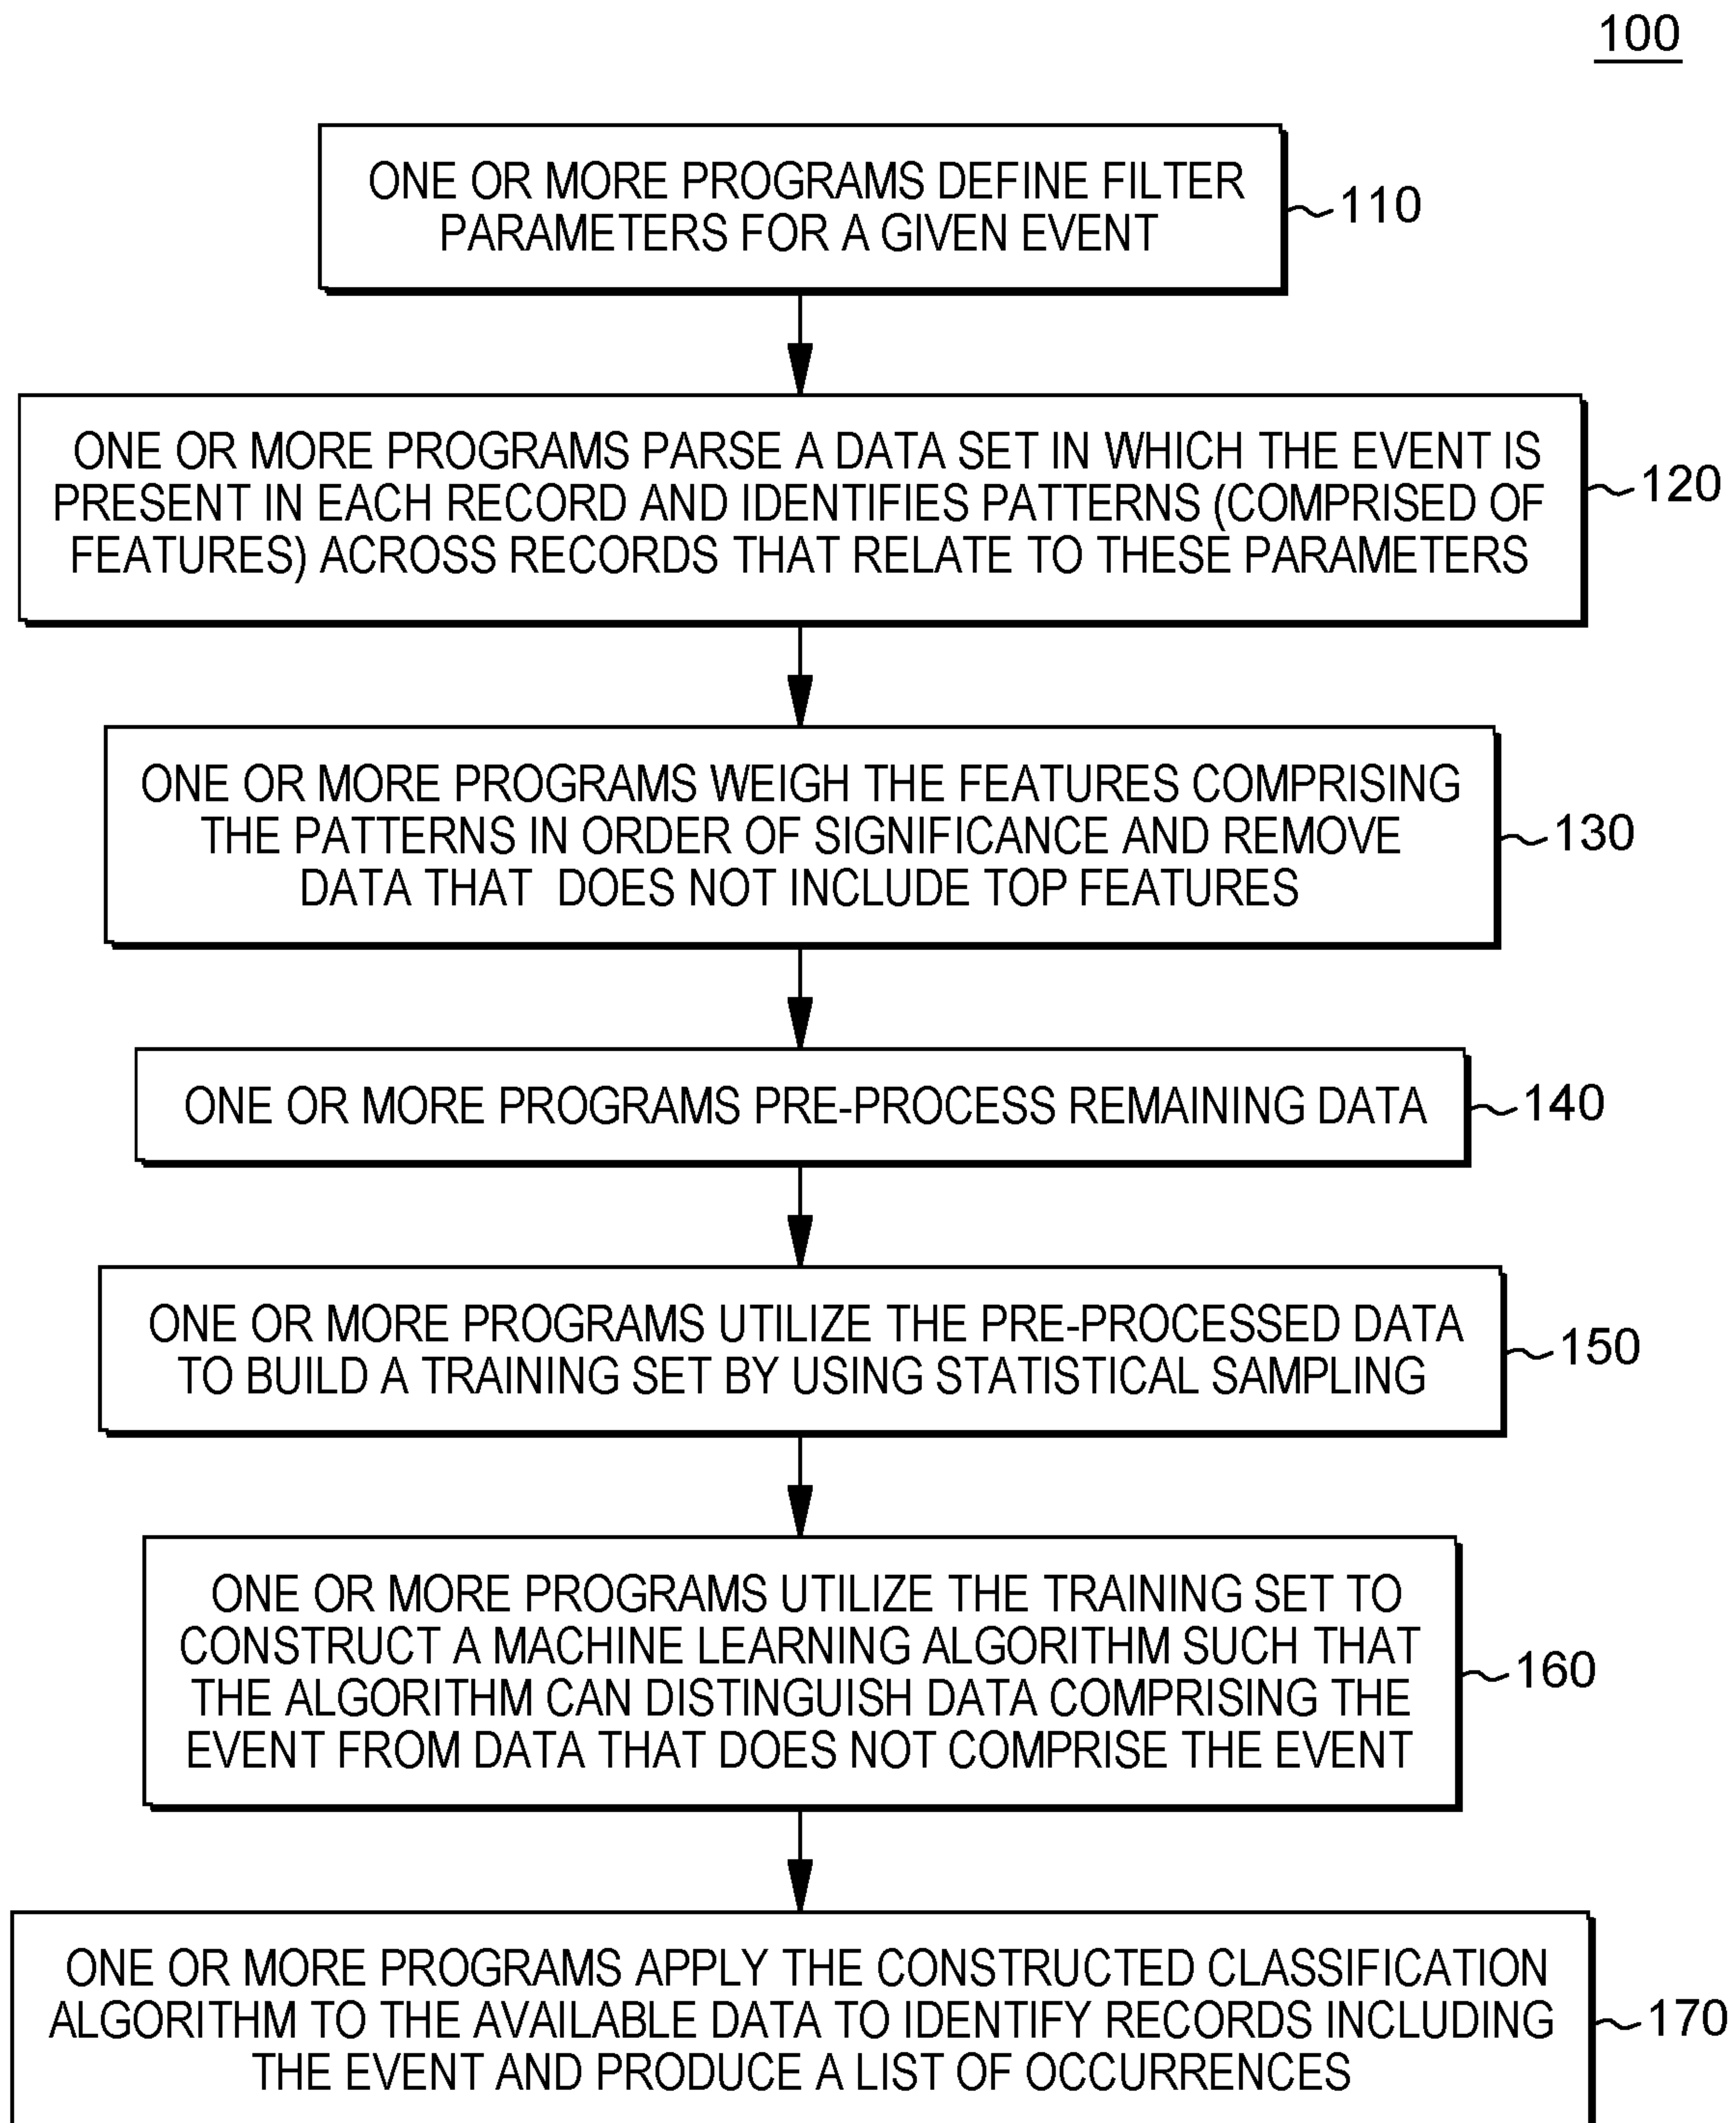 100
ONE OR MORE PROGRAMS DEFINE FILTER
PARAMETERS FOR A GIVEN EVENT
110
ONE OR MORE PROGRAMS PARSE A DATA SET IN WHICH THE EVENT IS
PRESENT IN EACH RECORD AND IDENTIFIES PATTERNS (COMPRISED OF
FEATURES) ACROSS RECORDS THAT RELATE TO THESE PARAMETERS
120
ONE OR MORE PROGRAMS WEIGH THE FEATURES COMPRISING
THE PATTERNS IN ORDER OF SIGNIFICANCE AND REMOVE
DATA THAT DOES NOT INCLUDE TOP FEATURES
130
ONE OR MORE PROGRAMS PRE-PROCESS REMAINING DATA
140
ONE OR MORE PROGRAMS UTILIZE THE PRE-PROCESSED DATA
TO BUILD A TRAINING SET BY USING STATISTICAL SAMPLING
150
ONE OR MORE PROGRAMS UTILIZE THE TRAINING SET TO
CONSTRUCT A MACHINE LEARNING ALGORITHM SUCH THAT
THE ALGORITHM CAN DISTINGUISH DATA COMPRISING THE
EVENT FROM DATA THAT DOES NOT COMPRISE THE EVENT
160
ONE OR MORE PROGRAMS APPLY THE CONSTRUCTED CLASSIFICATION
ALGORITHM TO THE AVAILABLE DATA TO IDENTIFY RECORDS INCLUDING
THE EVENT AND PRODUCE A LIST OF OCCURRENCES
170